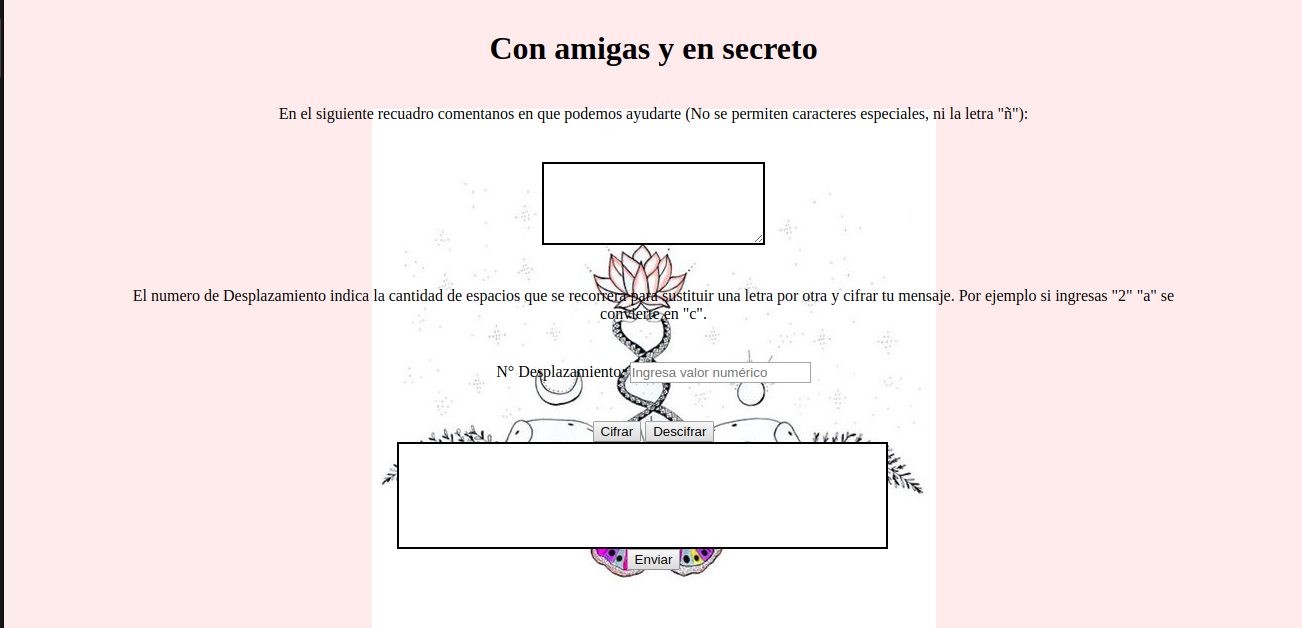 Con amigas y en secreto
En el siguiente recuadro comentanos en que podemos ayudarte (No se permiten caracteres especiales, ni la letra "ñ"):
El numero de Desplazamiento indica la cantidad de espacios que se recorrera para sustituir una letra por otra y cifrar tu mensaje. Por ejemplo si ingresas "2" "a" se
convierte en "c".
N° Desplazamiento: Ingresa valor numérico
Cifrar Descifrar
Enviar